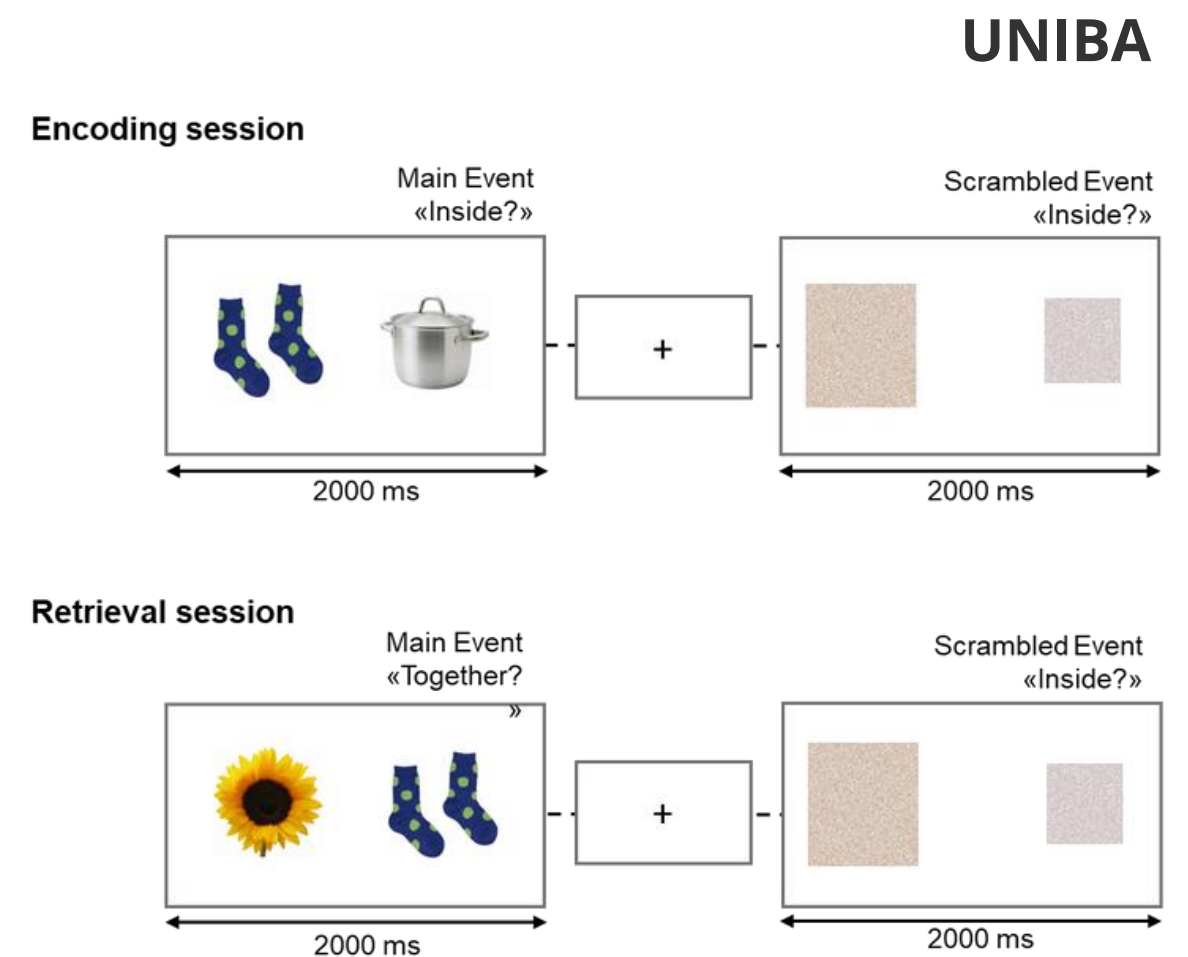 UNIBA
Encoding session
Main Event
«Inside?»
Scrambled Event
«Inside?»
+
2000 ms
2000 ms
Retrieval session
Main Event
«Together?
»
Scrambled Event
«Inside?»
+
2000 ms
2000 ms